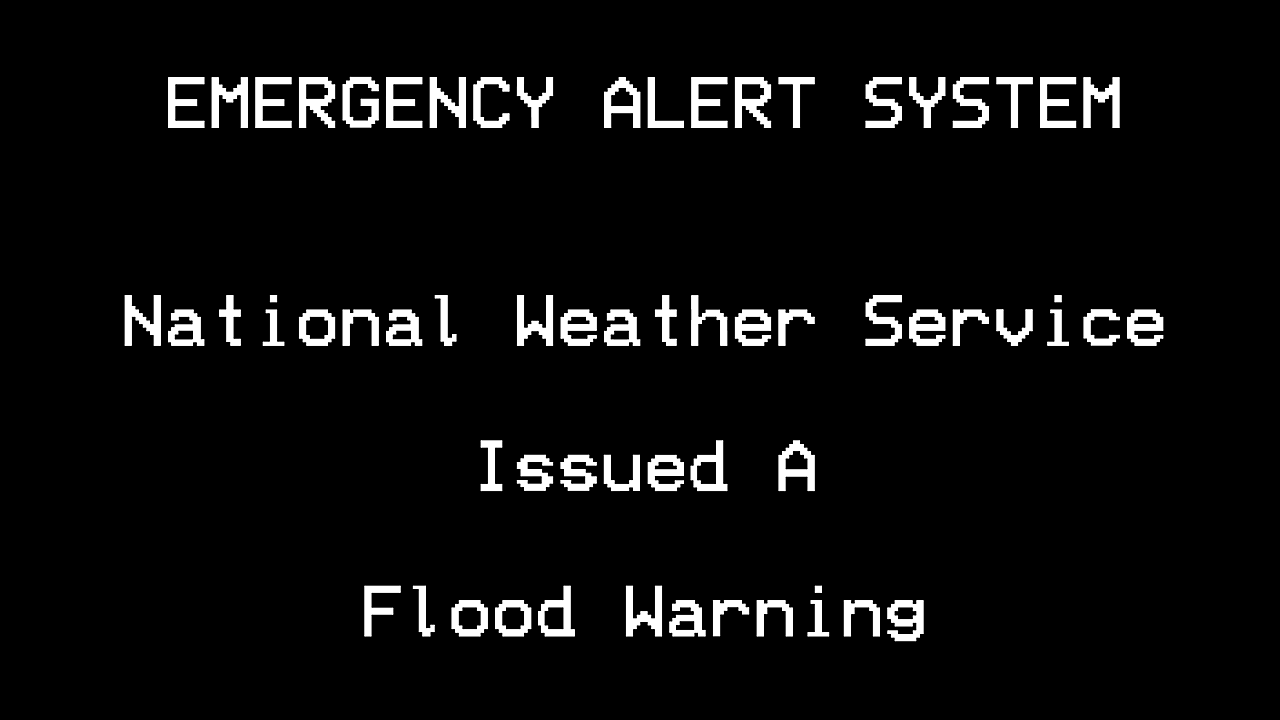 EMERGENCY ALERT SYSTEM
National Weather Service
Issued A
Flood Warning